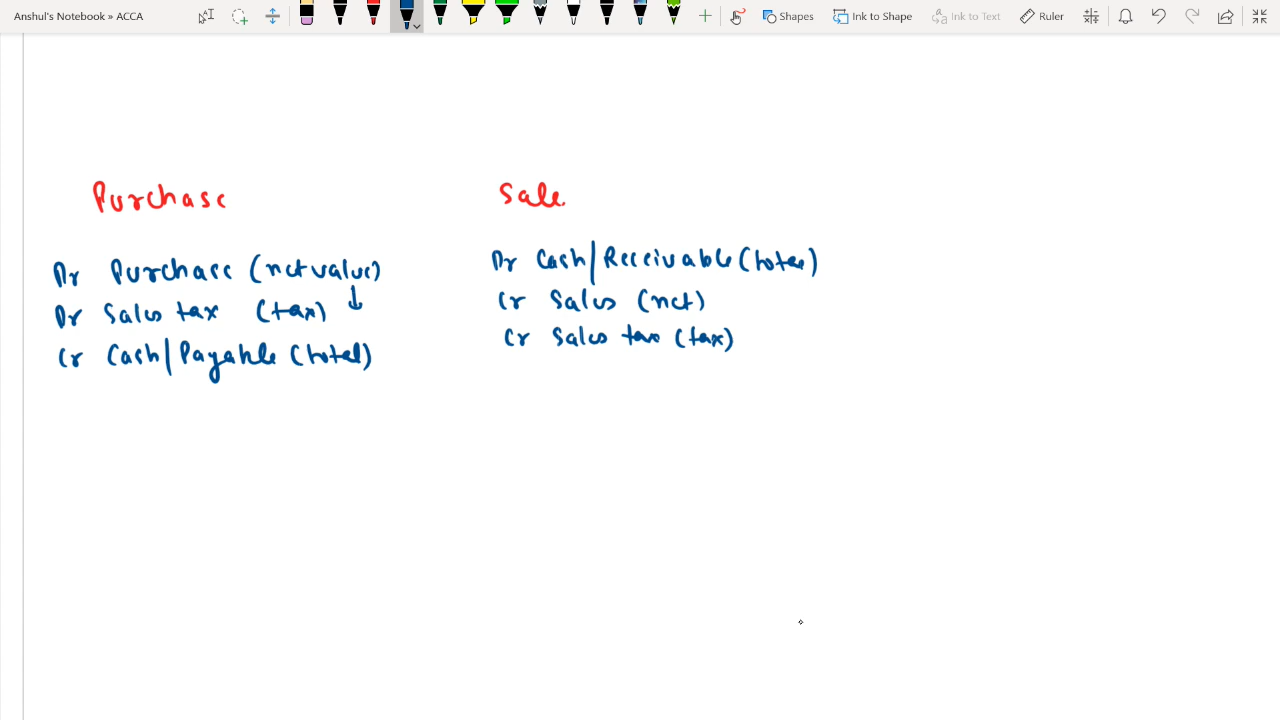 Anshul's Notebook » ACCA
Shapes
Ink to Shape
Ink to Text
Ruler
Purchase
Dr Purchase (net value)
Dr Sales tax (tax)
Cr Cash/Payable (total)
Sale
Dr Cash/Receivable (total)
Cr Sales (net)
Cr Sales tax (tax)